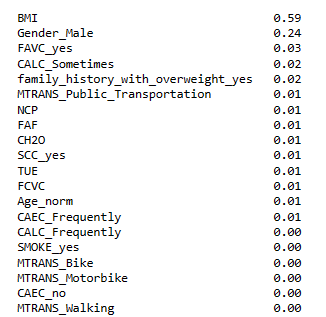 BMI 0.59
Gender_Male 0.24
FAVC_yes 0.03
CALC_Sometimes 0.02
family_history_with_overweight_yes 0.02
MTRANS_Public_Transportation 0.01
NCP 0.01
FAF 0.01
CH2O 0.01
SCC_yes 0.01
TUE 0.01
FCVC 0.01
Age_norm 0.01
CAEC_Frequently 0.01
CALC_Frequently 0.00
SMOKE_yes 0.00
MTRANS_Bike 0.00
MTRANS_Motorbike 0.00
CAEC_no 0.00
MTRANS_Walking 0.00